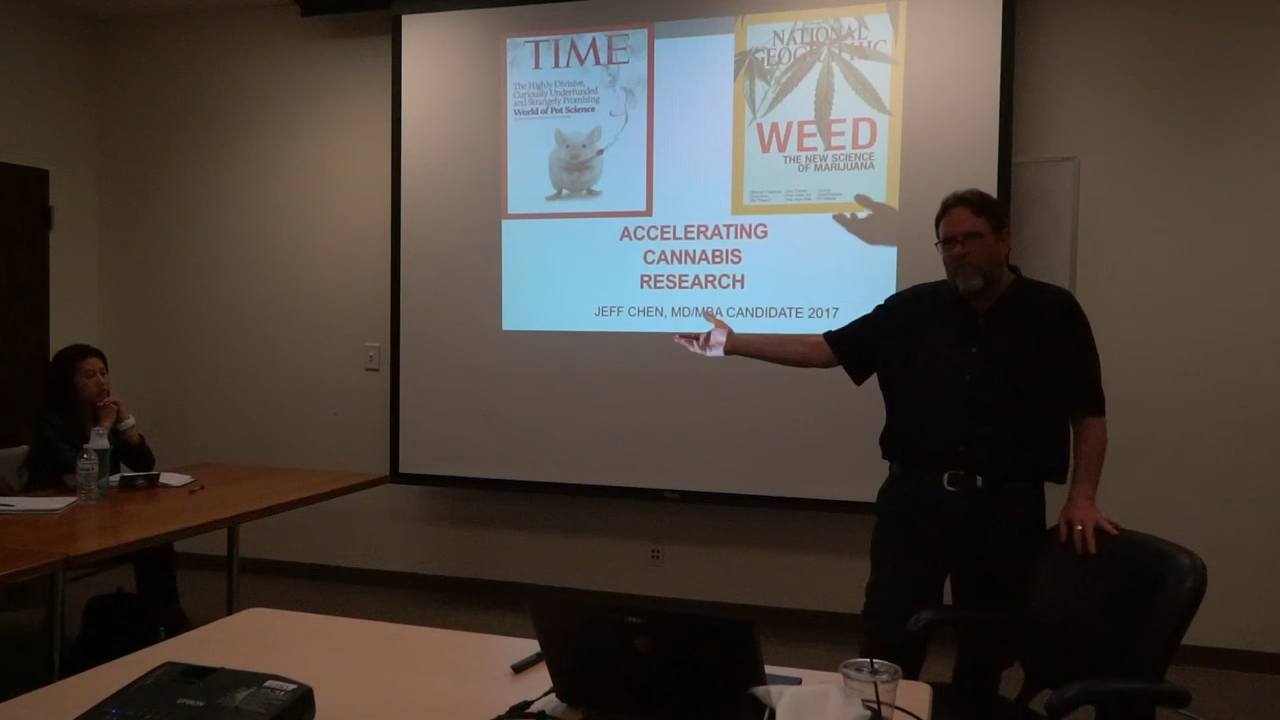 TIME
The Highly Divisive,
Curiously Underfunded
and Strangely Promising
World of Pot Science
NATIONAL
GEOGRAPHIC
WEED
THE NEW SCIENCE
OF MARIJUANA
ACCELERATING
CANNABIS
RESEARCH
JEFF CHEN, MD/MBA CANDIDATE 2017
EPSON